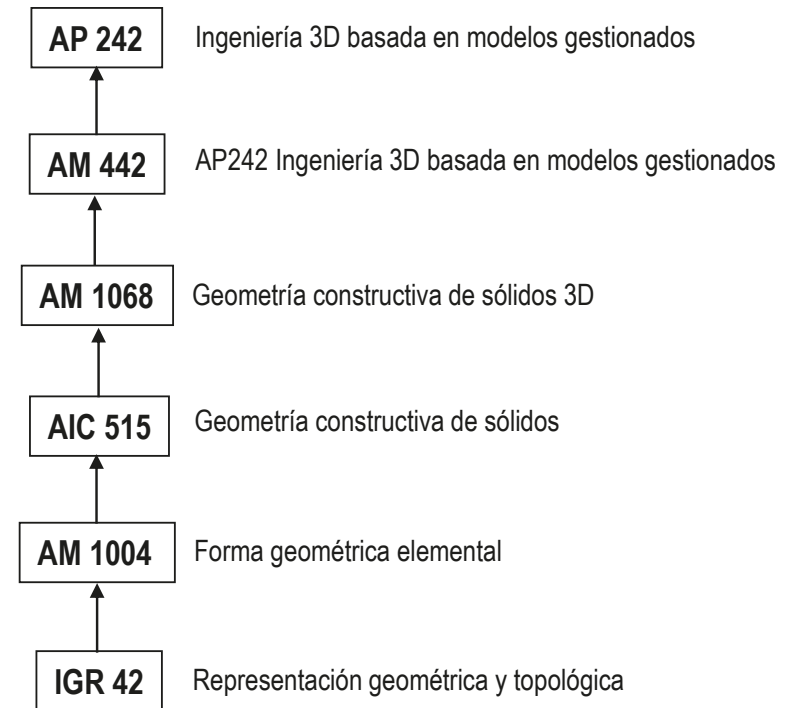 AP 242 Ingeniería 3D basada en modelos gestionados
AM 442 AP242 Ingeniería 3D basada en modelos gestionados
AM 1068 Geometría constructiva de sólidos 3D
AIC 515 Geometría constructiva de sólidos
AM 1004 Forma geométrica elemental
IGR 42 Representación geométrica y topológica